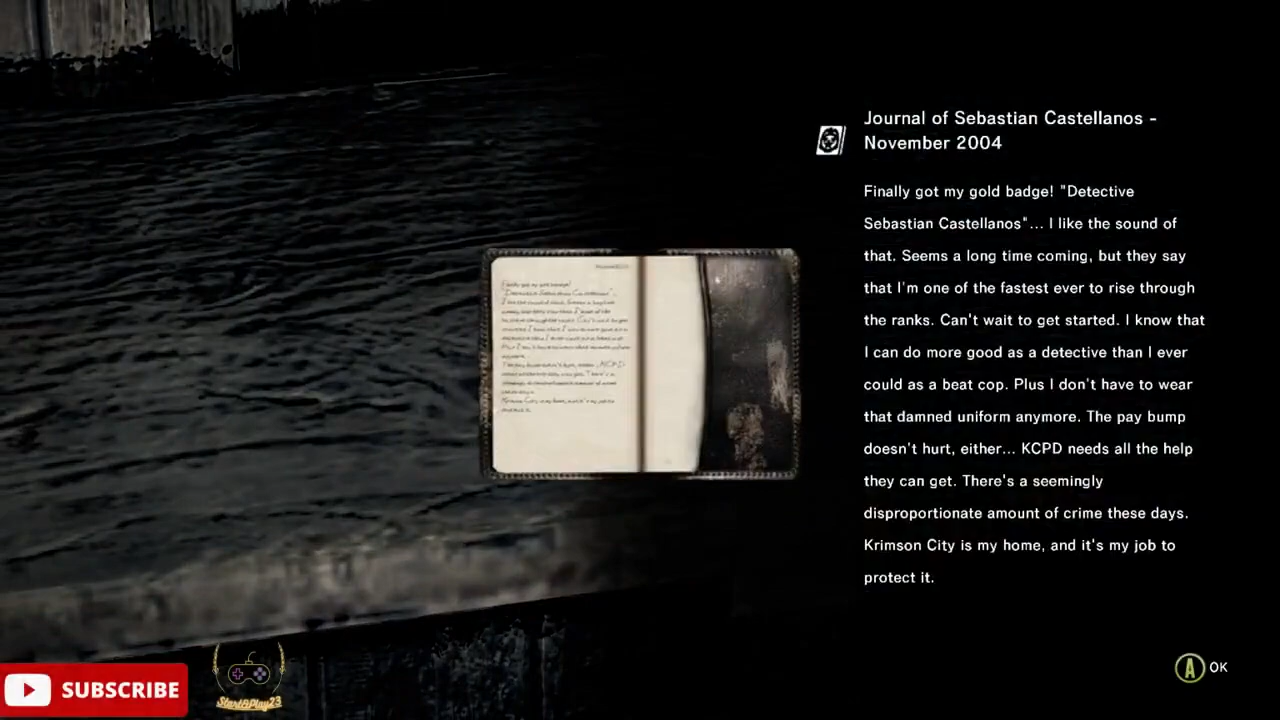 Journal of Sebastian Castellanos -
November 2004
Finally got my gold badge! "Detective
Sebastian Castellanos"... I like the sound of
that. Seems a long time coming, but they say
that I'm one of the fastest ever to rise through
the ranks. Can't wait to get started. I know that
I can do more good as a detective than I ever
could as a beat cop. Plus I don't have to wear
that damned uniform anymore. The pay bump
doesn't hurt, either... KCPD needs all the help
they can get. There's a seemingly
disproportionate amount of crime these days.
Krimson City is my home, and it's my job to
protect it.
A OK
SUBSCRIBE
Start&Play23